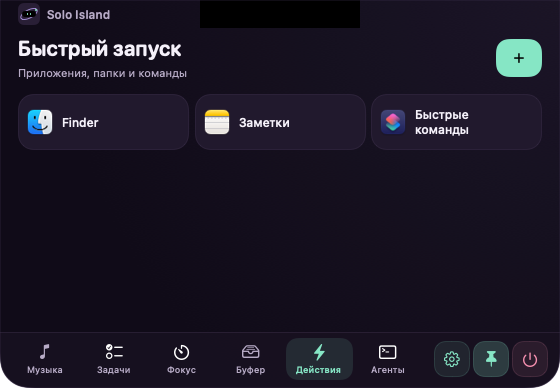 Solo Island
Быстрый запуск
Приложения, папки и команды
+
Finder
Заметки
Быстрые
команды
Музыка
Задачи
Фокус
Буфер
Действия
Агенты